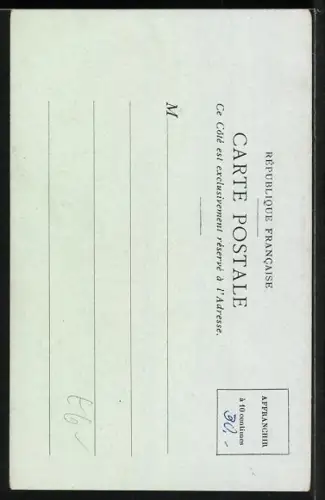 RÉPUBLIQUE FRANÇAISE
CARTE POSTALE
Ce Côté est exclusivement réservé à l'Adresse.
AFFRANCHIR
à 10 centimes
30,-
M